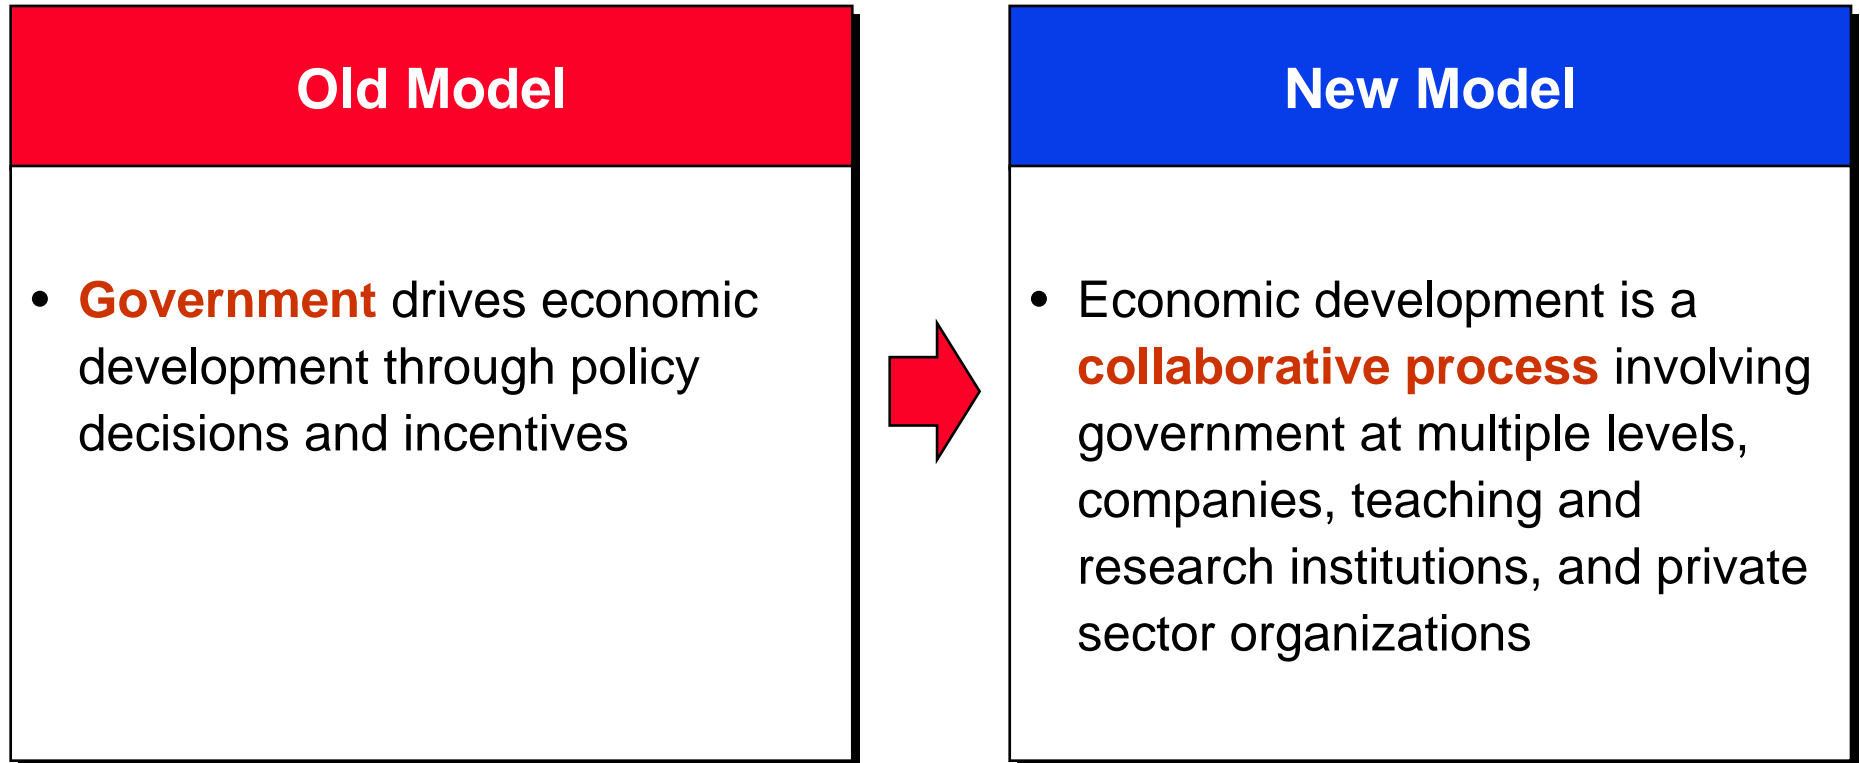 Old Model
• Government drives economic
development through policy
decisions and incentives
New Model
• Economic development is a
collaborative process involving
government at multiple levels,
companies, teaching and
research institutions, and private
sector organizations